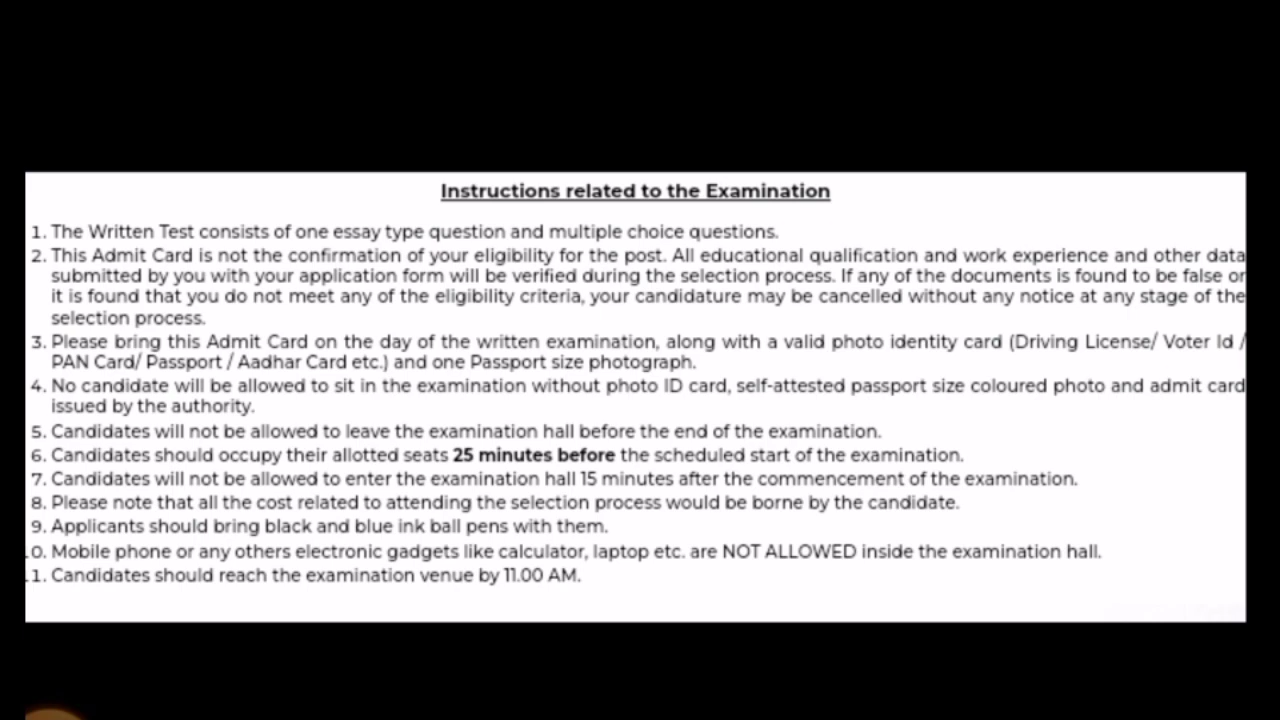 Instructions related to the Examination
1. The Written Test consists of one essay type question and multiple choice questions.
2. This Admit Card is not the confirmation of your eligibility for the post. All educational qualification and work experience and other data
submitted by you with your application form will be verified during the selection process. If any of the documents is found to be false or
it is found that you do not meet any of the eligibility criteria, your candidature may be cancelled without any notice at any stage of the
selection process.
3. Please bring this Admit Card on the day of the written examination, along with a valid photo identity card (Driving License/ Voter Id /
PAN Card/ Passport / Aadhar Card etc.) and one Passport size photograph.
4. No candidate will be allowed to sit in the examination without photo ID card, self-attested passport size coloured photo and admit card
issued by the authority.
5. Candidates will not be allowed to leave the examination hall before the end of the examination.
6. Candidates should occupy their allotted seats 25 minutes before the scheduled start of the examination.
7. Candidates will not be allowed to enter the examination hall 15 minutes after the commencement of the examination.
8. Please note that all the cost related to attending the selection process would be borne by the candidate.
9. Applicants should bring black and blue ink ball pens with them.
0. Mobile phone or any others electronic gadgets like calculator, laptop etc. are NOT ALLOWED inside the examination hall.
1. Candidates should reach the examination venue by 11.00 AM.